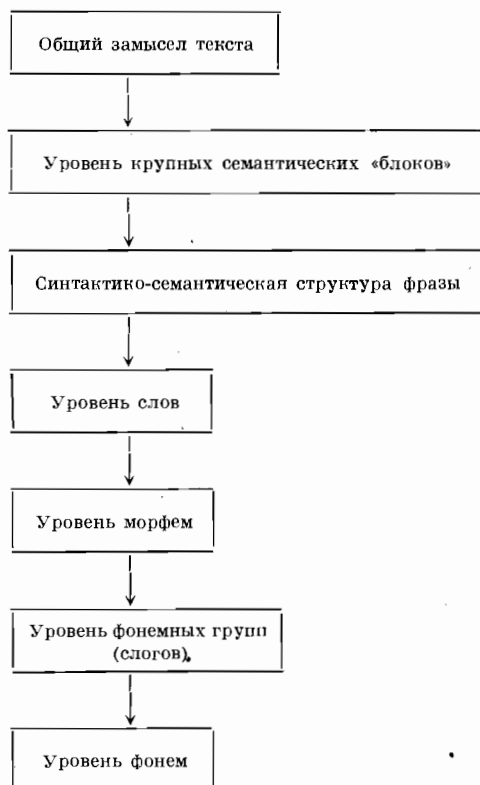 Общий замысел текста
Уровень крупных семантических «блоков»
Синтактико-семантическая структура фразы
Уровень слов
Уровень морфем
Уровень фонемных групп
(слогов)
Уровень фонем